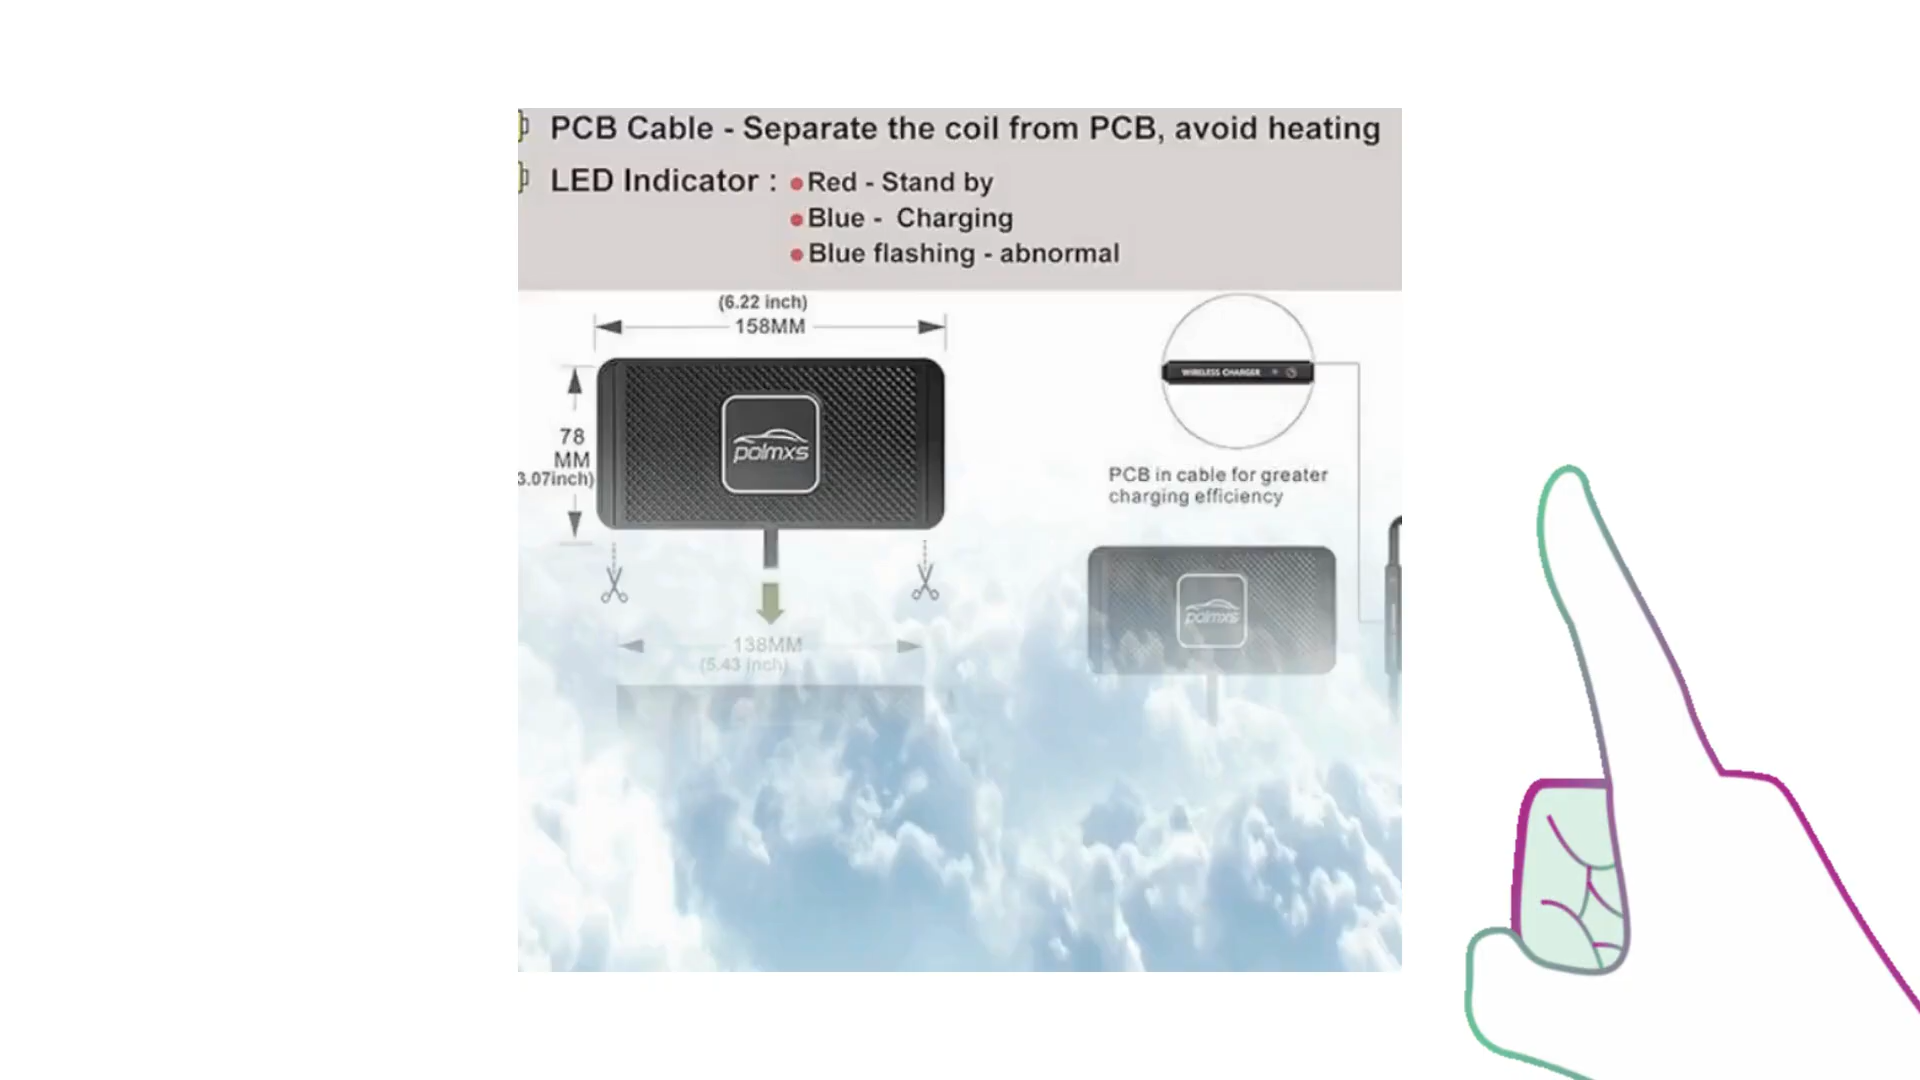 PCB Cable - Separate the coil from PCB, avoid heating
LED Indicator :
Red - Stand by
Blue - Charging
Blue flashing - abnormal
(6.22 inch)
158MM
WIRELESS CHARGER
78
MM
3.07inch)
polmxs
PCB in cable for greater
charging efficiency
polmxs
138MM
(5.43 inch)